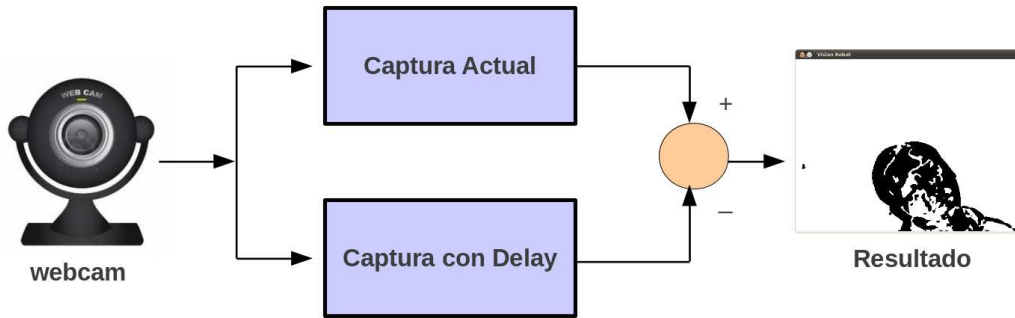 WEB CAM
webcam
Captura Actual
Captura con Delay
+
–
Vision Robot
Resultado